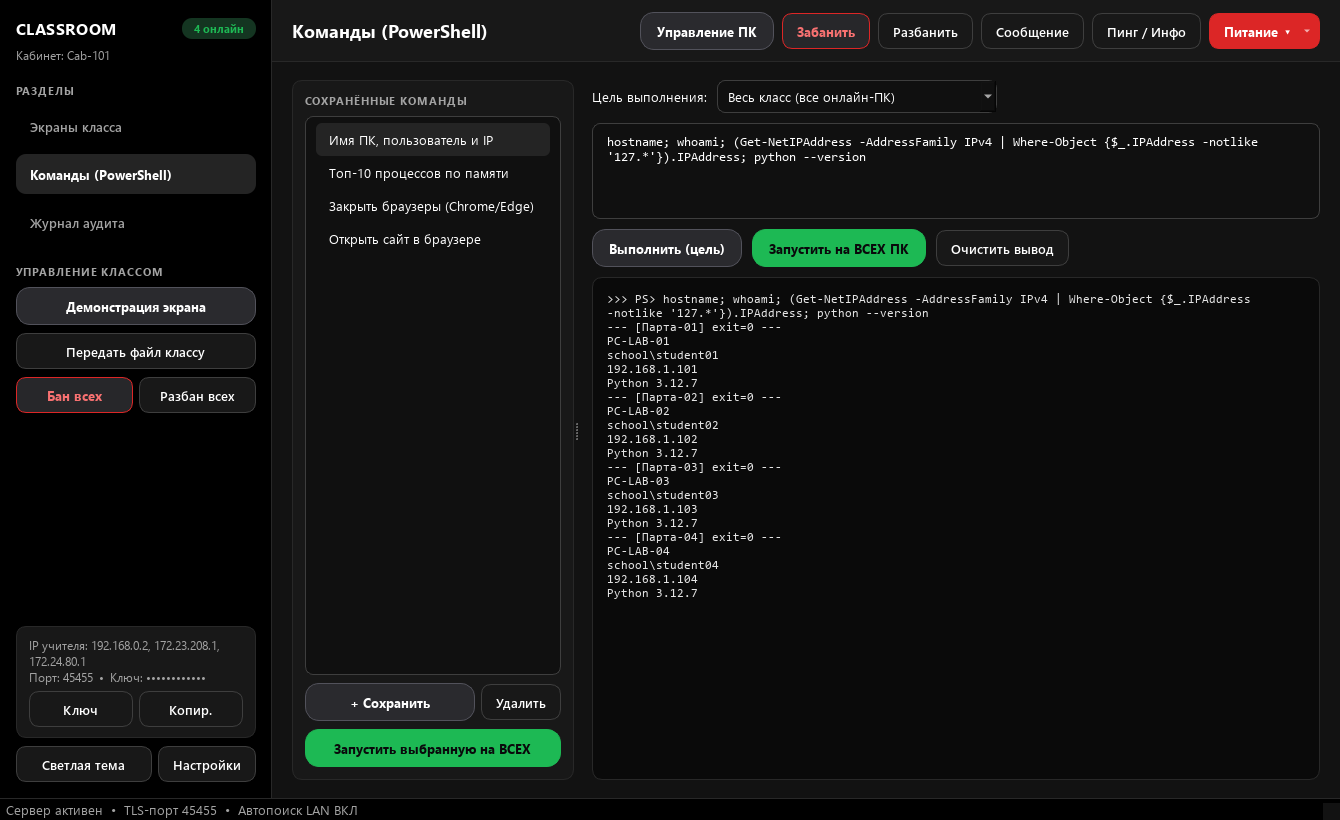 CLASSROOM
4 онлайн
Кабинет: Cab-101
РАЗДЕЛЫ
Экраны класса
Команды (PowerShell)
Журнал аудита
УПРАВЛЕНИЕ КЛАССОМ
Демонстрация экрана
Передать файл классу
Бан всех
Разбан всех
IP учителя: 192.168.0.2, 172.23.208.1,
172.24.80.1
Порт: 45455 • Ключ: ••••••••••••
Ключ
Копир.
Светлая тема
Настройки
Команды (PowerShell)
Управление ПК
Забанить
Разбанить
Сообщение
Пинг / Инфо
Питание ▾
СОХРАНЁННЫЕ КОМАНДЫ
Имя ПК, пользователь и IP
Топ-10 процессов по памяти
Закрыть браузеры (Chrome/Edge)
Открыть сайт в браузере
+ Сохранить
Удалить
Запустить выбранную на ВСЕХ
Цель выполнения:
Весь класс (все онлайн-ПК)
hostname; whoami; (Get-NetIPAddress -AddressFamily IPv4 | Where-Object {$_.IPAddress -notlike
'127.*'}).IPAddress; python --version
Выполнить (цель)
Запустить на ВСЕХ ПК
Очистить вывод
>>> PS> hostname; whoami; (Get-NetIPAddress -AddressFamily IPv4 | Where-Object {$_.IPAddress
-notlike '127.*'}).IPAddress; python --version
--- [Парта-01] exit=0 ---
PC-LAB-01
school\student01
192.168.1.101
Python 3.12.7
--- [Парта-02] exit=0 ---
PC-LAB-02
school\student02
192.168.1.102
Python 3.12.7
--- [Парта-03] exit=0 ---
PC-LAB-03
school\student03
192.168.1.103
Python 3.12.7
--- [Парта-04] exit=0 ---
PC-LAB-04
school\student04
192.168.1.104
Python 3.12.7
Сервер активен • TLS-порт 45455 • Автопоиск LAN ВКЛ